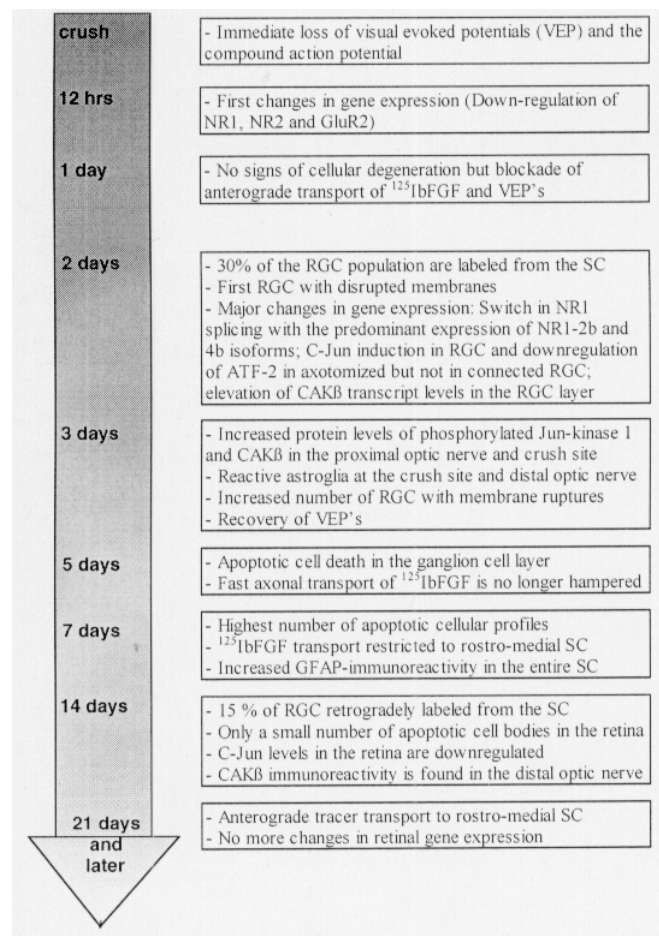 crush
- Immediate loss of visual evoked potentials (VEP) and the
compound action potential
12 hrs
- First changes in gene expression (Down-regulation of
NR1, NR2 and GluR2)
1 day
- No signs of cellular degeneration but blockade of
anterograde transport of ¹²⁵IbFGF and VEP's
2 days
- 30% of the RGC population are labeled from the SC
- First RGC with disrupted membranes
- Major changes in gene expression: Switch in NR1
splicing with the predominant expression of NR1-2b and
4b isoforms; C-Jun induction in RGC and downregulation
of ATF-2 in axotomized but not in connected RGC;
elevation of CAKß transcript levels in the RGC layer
3 days
- Increased protein levels of phosphorylated Jun-kinase 1
and CAKß in the proximal optic nerve and crush site
- Reactive astroglia at the crush site and distal optic nerve
- Increased number of RGC with membrane ruptures
- Recovery of VEP's
5 days
- Apoptotic cell death in the ganglion cell layer
- Fast axonal transport of ¹²⁵IbFGF is no longer hampered
7 days
- Highest number of apoptotic cellular profiles
- ¹²⁵IbFGF transport restricted to rostro-medial SC
- Increased GFAP-immunoreactivity in the entire SC
14 days
- 15 % of RGC retrogradely labeled from the SC
- Only a small number of apoptotic cell bodies in the retina
- C-Jun levels in the retina are downregulated
- CAKß immunoreactivity is found in the distal optic nerve
21 days
and
later
- Anterograde tracer transport to rostro-medial SC
- No more changes in retinal gene expression